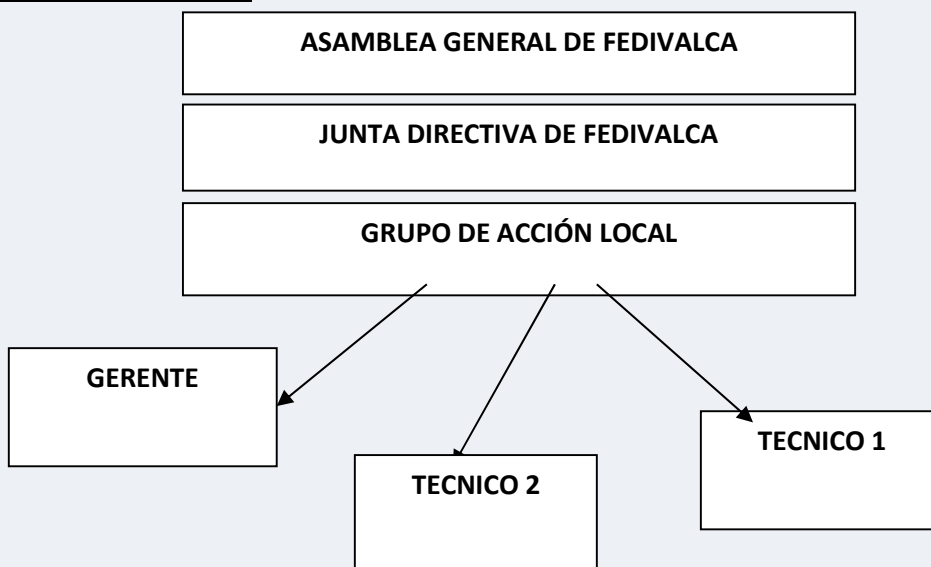 ASAMBLEA GENERAL DE FEDIVALCA
JUNTA DIRECTIVA DE FEDIVALCA
GRUPO DE ACCIÓN LOCAL
GERENTE
TECNICO 1
TECNICO 2